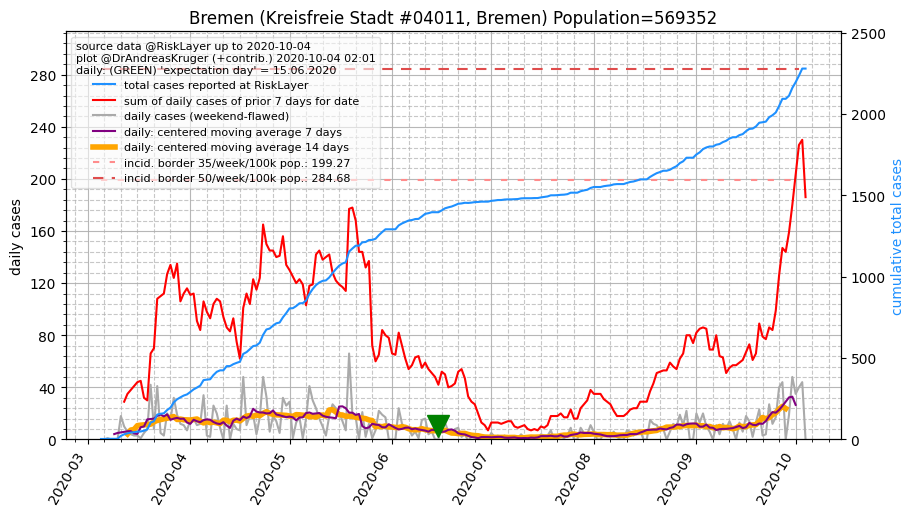 Bremen (Kreisfreie Stadt #04011, Bremen) Population=569352
source data @RiskLayer up to 2020-10-04
plot @DrAndreasKruger (+contrib.) 2020-10-04 02:01
daily: (GREEN) 'expectation day' = 15.06.2020
total cases reported at RiskLayer
sum of daily cases of prior 7 days for date
daily cases (weekend-flawed)
daily: centered moving average 7 days
daily: centered moving average 14 days
incid. border 35/week/100k pop.: 199.27
incid. border 50/week/100k pop.: 284.68
daily cases
280
240
200
160
120
80
40
0
2500
2000
1500
1000
500
0
cumulative total cases
2020-03
2020-04
2020-05
2020-06
2020-07
2020-08
2020-09
2020-10